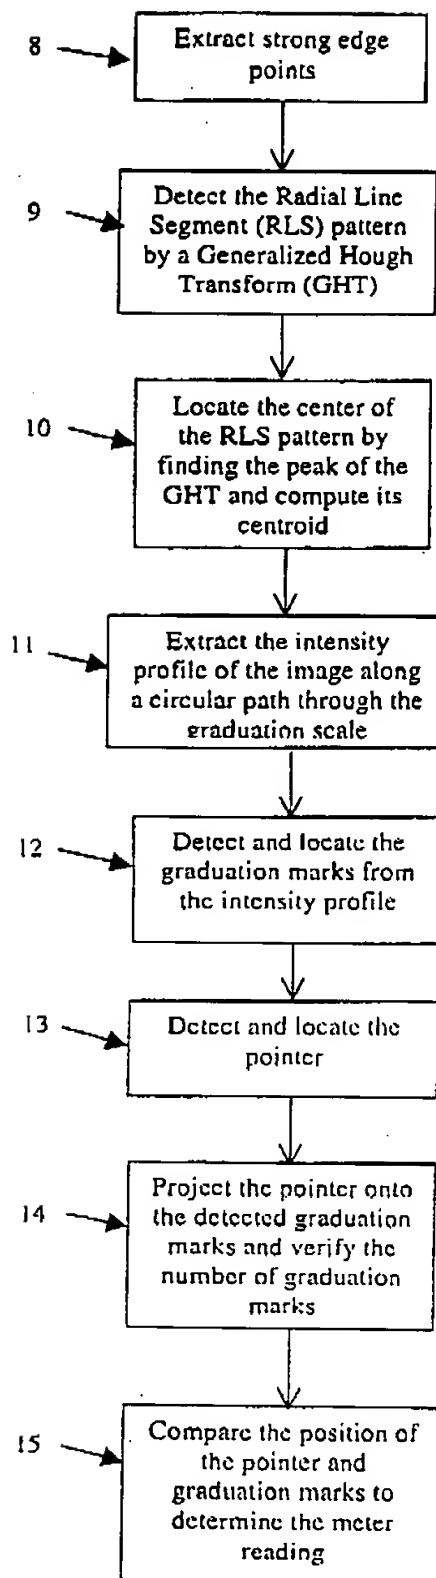 8
Extract strong edge
points
9
Detect the Radial Line
Segment (RLS) pattern
by a Generalized Hough
Transform (GHT)
10
Locate the center of
the RLS pattern by
finding the peak of the
GHT and compute its
centroid
11
Extract the intensity
profile of the image along
a circular path through the
graduation scale
12
Detect and locate the
graduation marks from
the intensity profile
13
Detect and locate the
pointer
14
Project the pointer onto
the detected graduation
marks and verify the
number of graduation
marks
15
Compare the position of
the pointer and
graduation marks to
determine the meter
reading